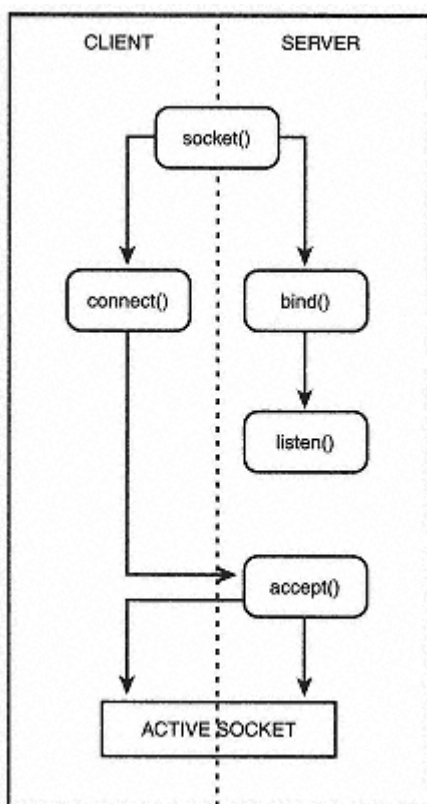 CLIENT
SERVER
socket()
connect()
bind()
listen()
accept()
ACTIVE SOCKET